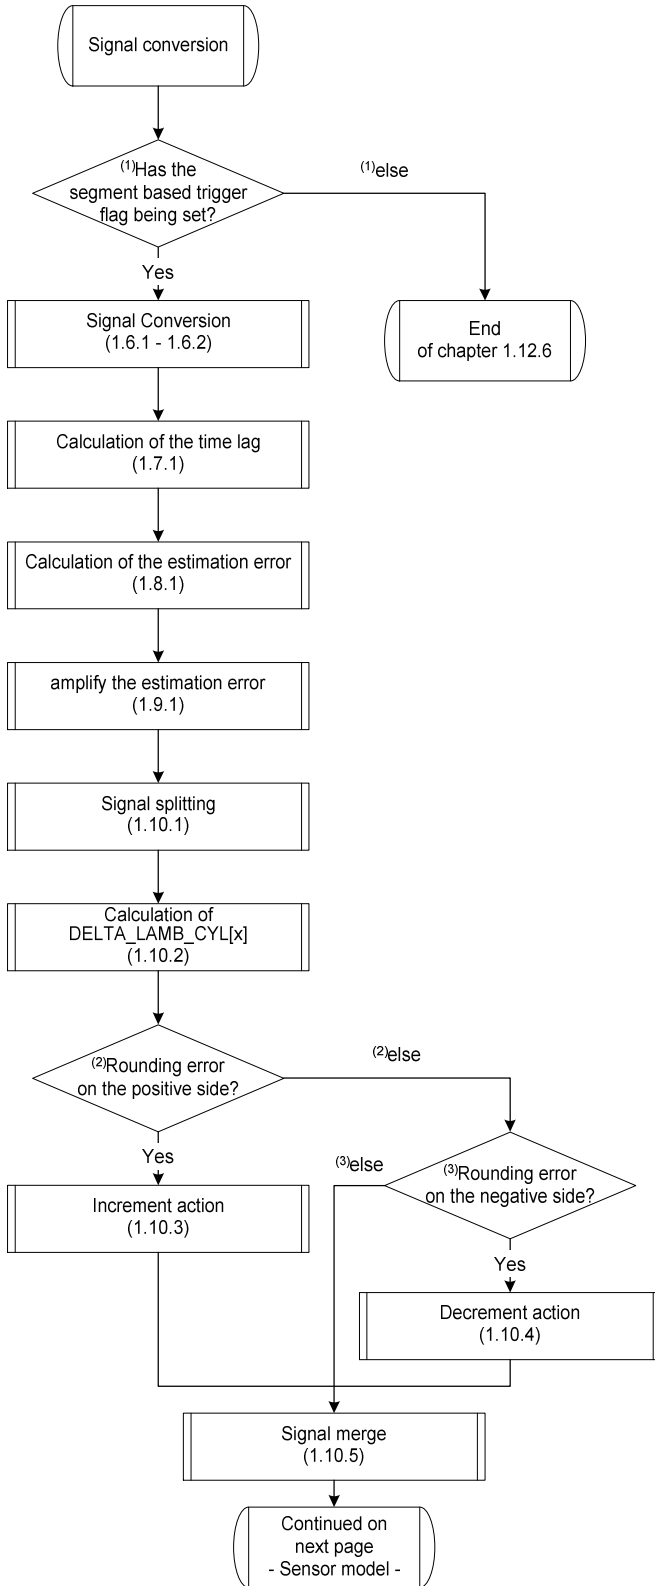 Signal conversion
(1)Has the
segment based trigger
flag being set?
(1)else
Yes
Signal Conversion
(1.6.1 - 1.6.2)
End
of chapter 1.12.6
Calculation of the time lag
(1.7.1)
Calculation of the estimation error
(1.8.1)
amplify the estimation error
(1.9.1)
Signal splitting
(1.10.1)
Calculation of
DELTA_LAMB_CYL[x]
(1.10.2)
(2)Rounding error
on the positive side?
(2)else
Yes
(3)else
(3)Rounding error
on the negative side?
Increment action
(1.10.3)
Yes
Decrement action
(1.10.4)
Signal merge
(1.10.5)
Continued on
next page
- Sensor model -